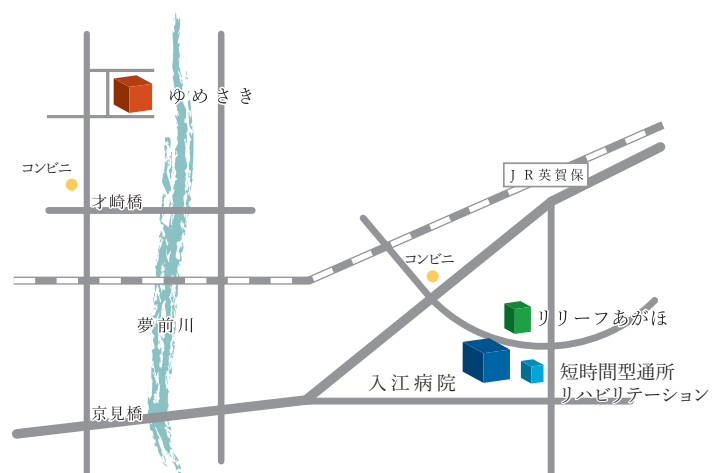 ゆめさき
コンビニ
JR英賀保
才崎橋
コンビニ
夢前川
リリーフあがほ
入江病院
短時間型通所
リハビリテーション
京見橋